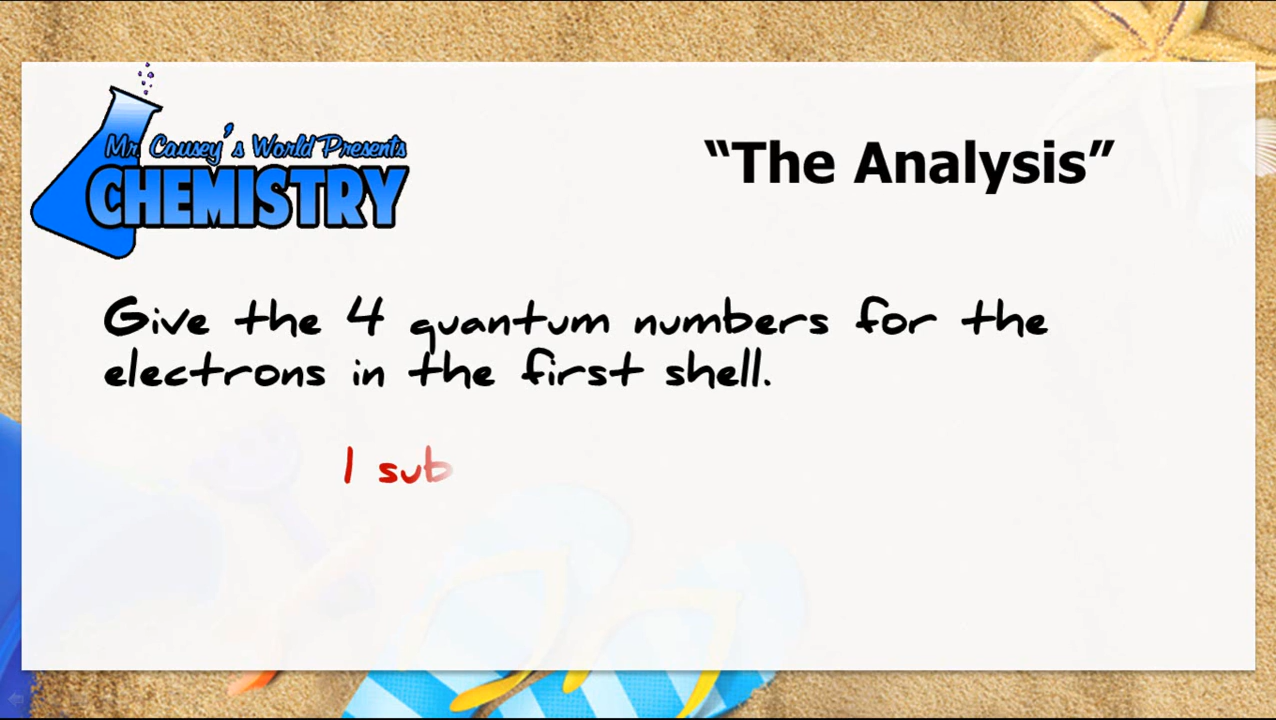 Mr. Causey's World Presents
CHEMISTRY
“The Analysis”
Give the 4 quantum numbers for the
electrons in the first shell.
1 sub